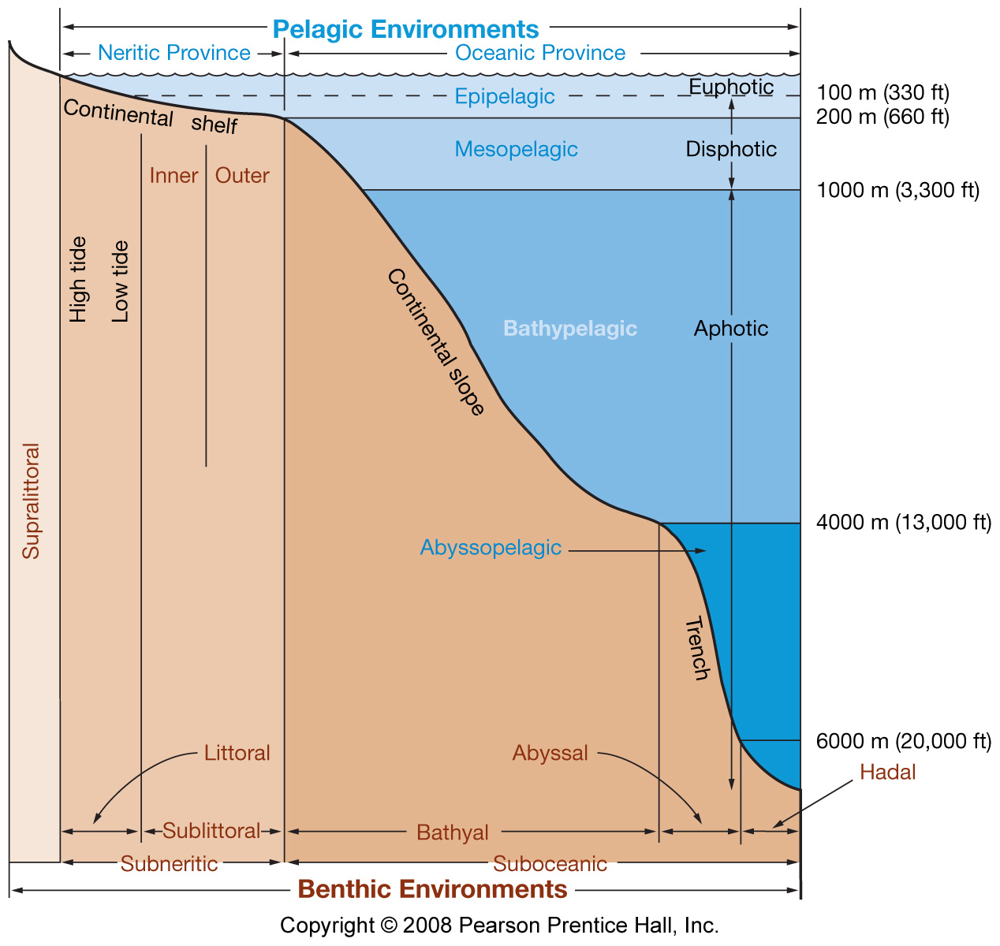 Pelagic Environments
Neritic Province
Oceanic Province
Euphotic
100 m (330 ft)
Epipelagic
Continental shelf
200 m (660 ft)
Mesopelagic
Disphotic
Inner
Outer
1000 m (3,300 ft)
High tide
Low tide
Continental slope
Bathypelagic
Aphotic
Supralittoral
4000 m (13,000 ft)
Abyssopelagic
Trench
6000 m (20,000 ft)
Littoral
Abyssal
Hadal
Sublittoral
Bathyal
Subneritic
Suboceanic
Benthic Environments
Copyright © 2008 Pearson Prentice Hall, Inc.